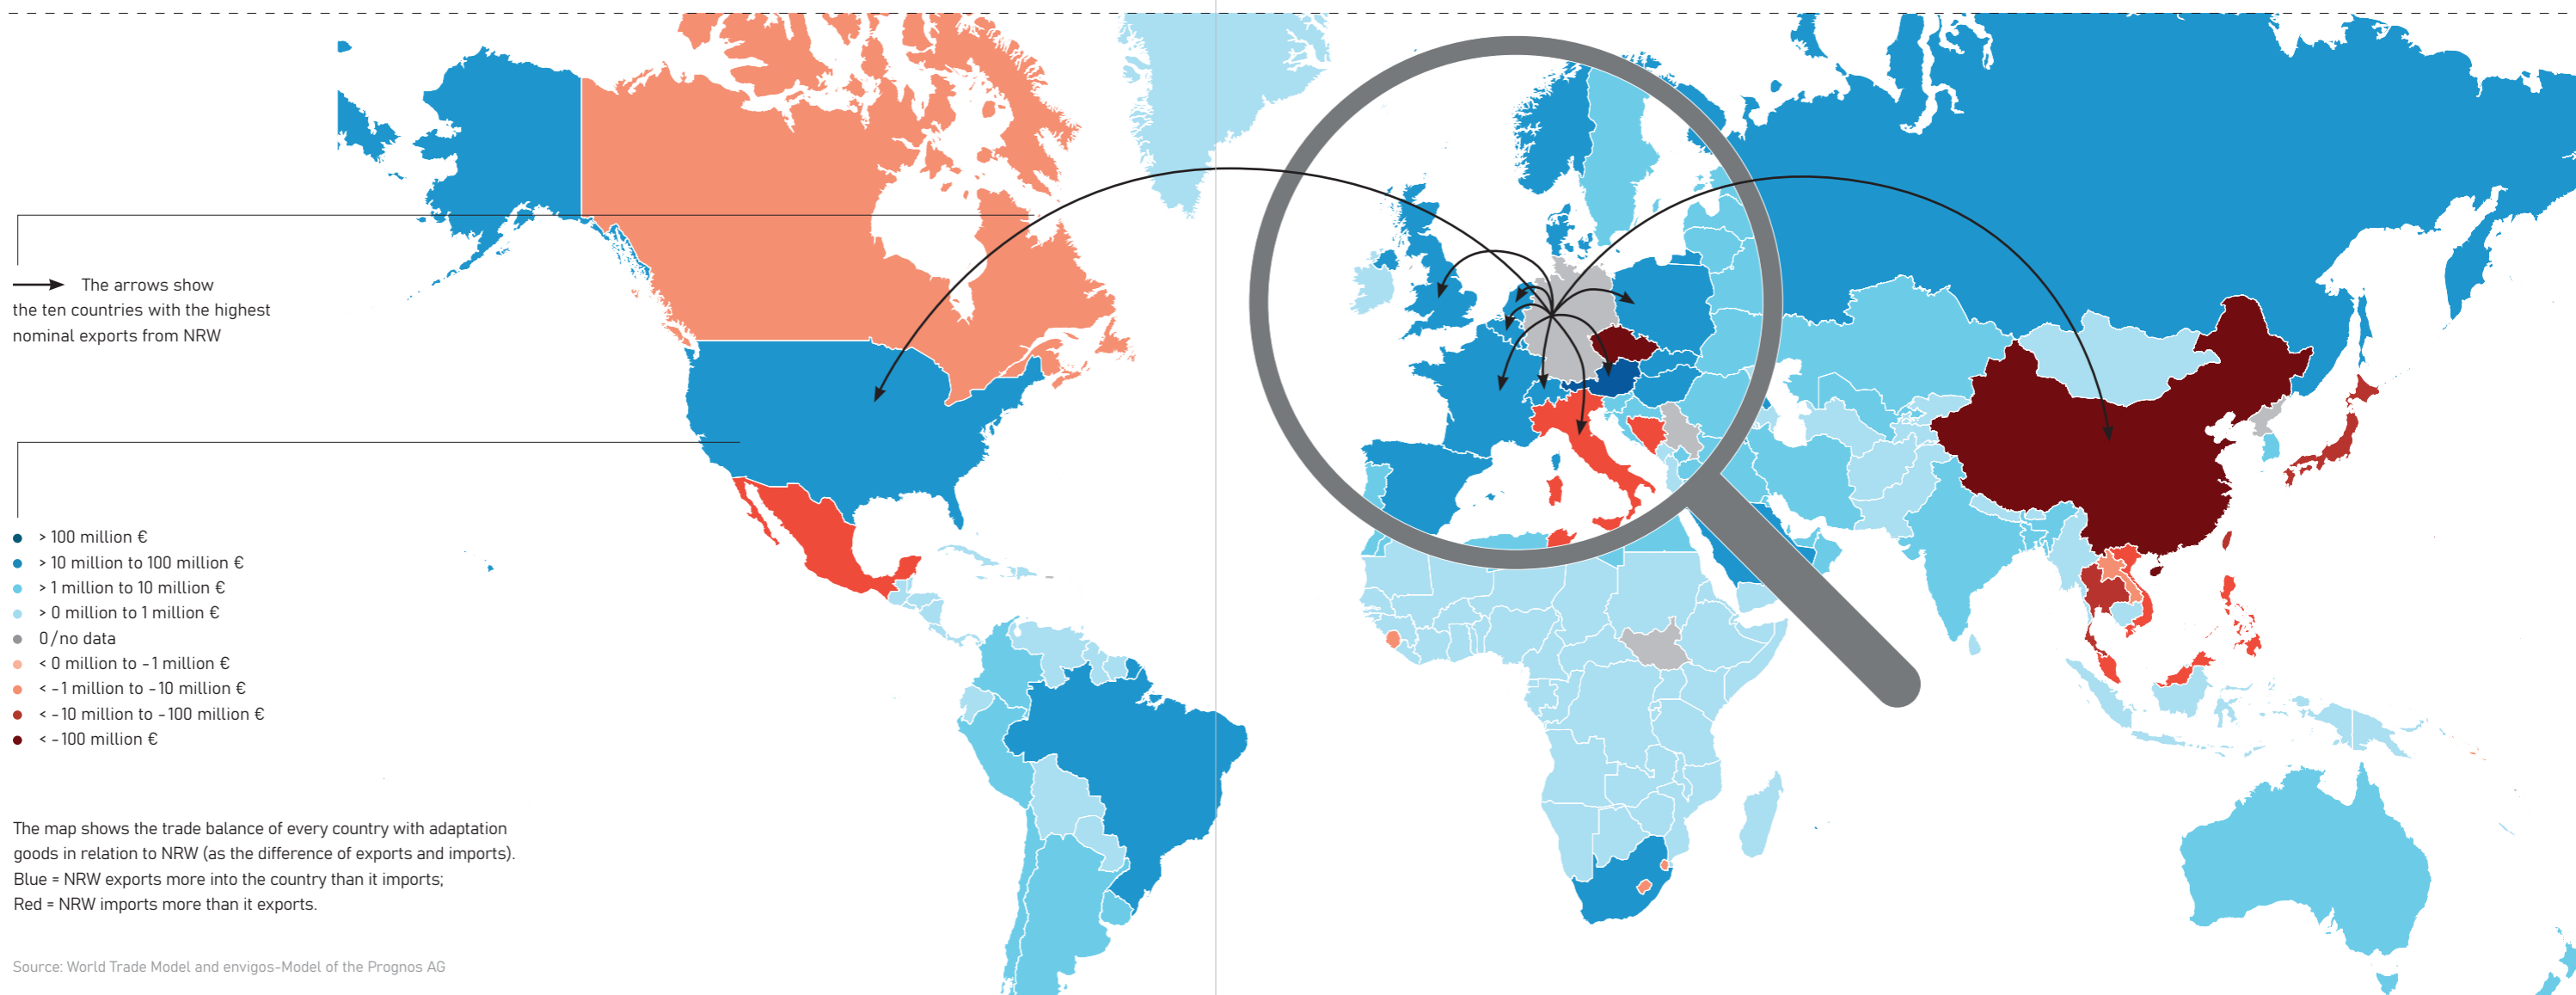 The arrows show
the ten countries with the highest
nominal exports from NRW
> 100 million €
> 10 million to 100 million €
> 1 million to 10 million €
> 0 million to 1 million €
0/no data
< 0 million to -1 million €
< -1 million to -10 million €
< -10 million to -100 million €
< -100 million €
The map shows the trade balance of every country with adaptation
goods in relation to NRW (as the difference of exports and imports).
Blue = NRW exports more into the country than it imports;
Red = NRW imports more than it exports.
Source: World Trade Model and envigos-Model of the Prognos AG